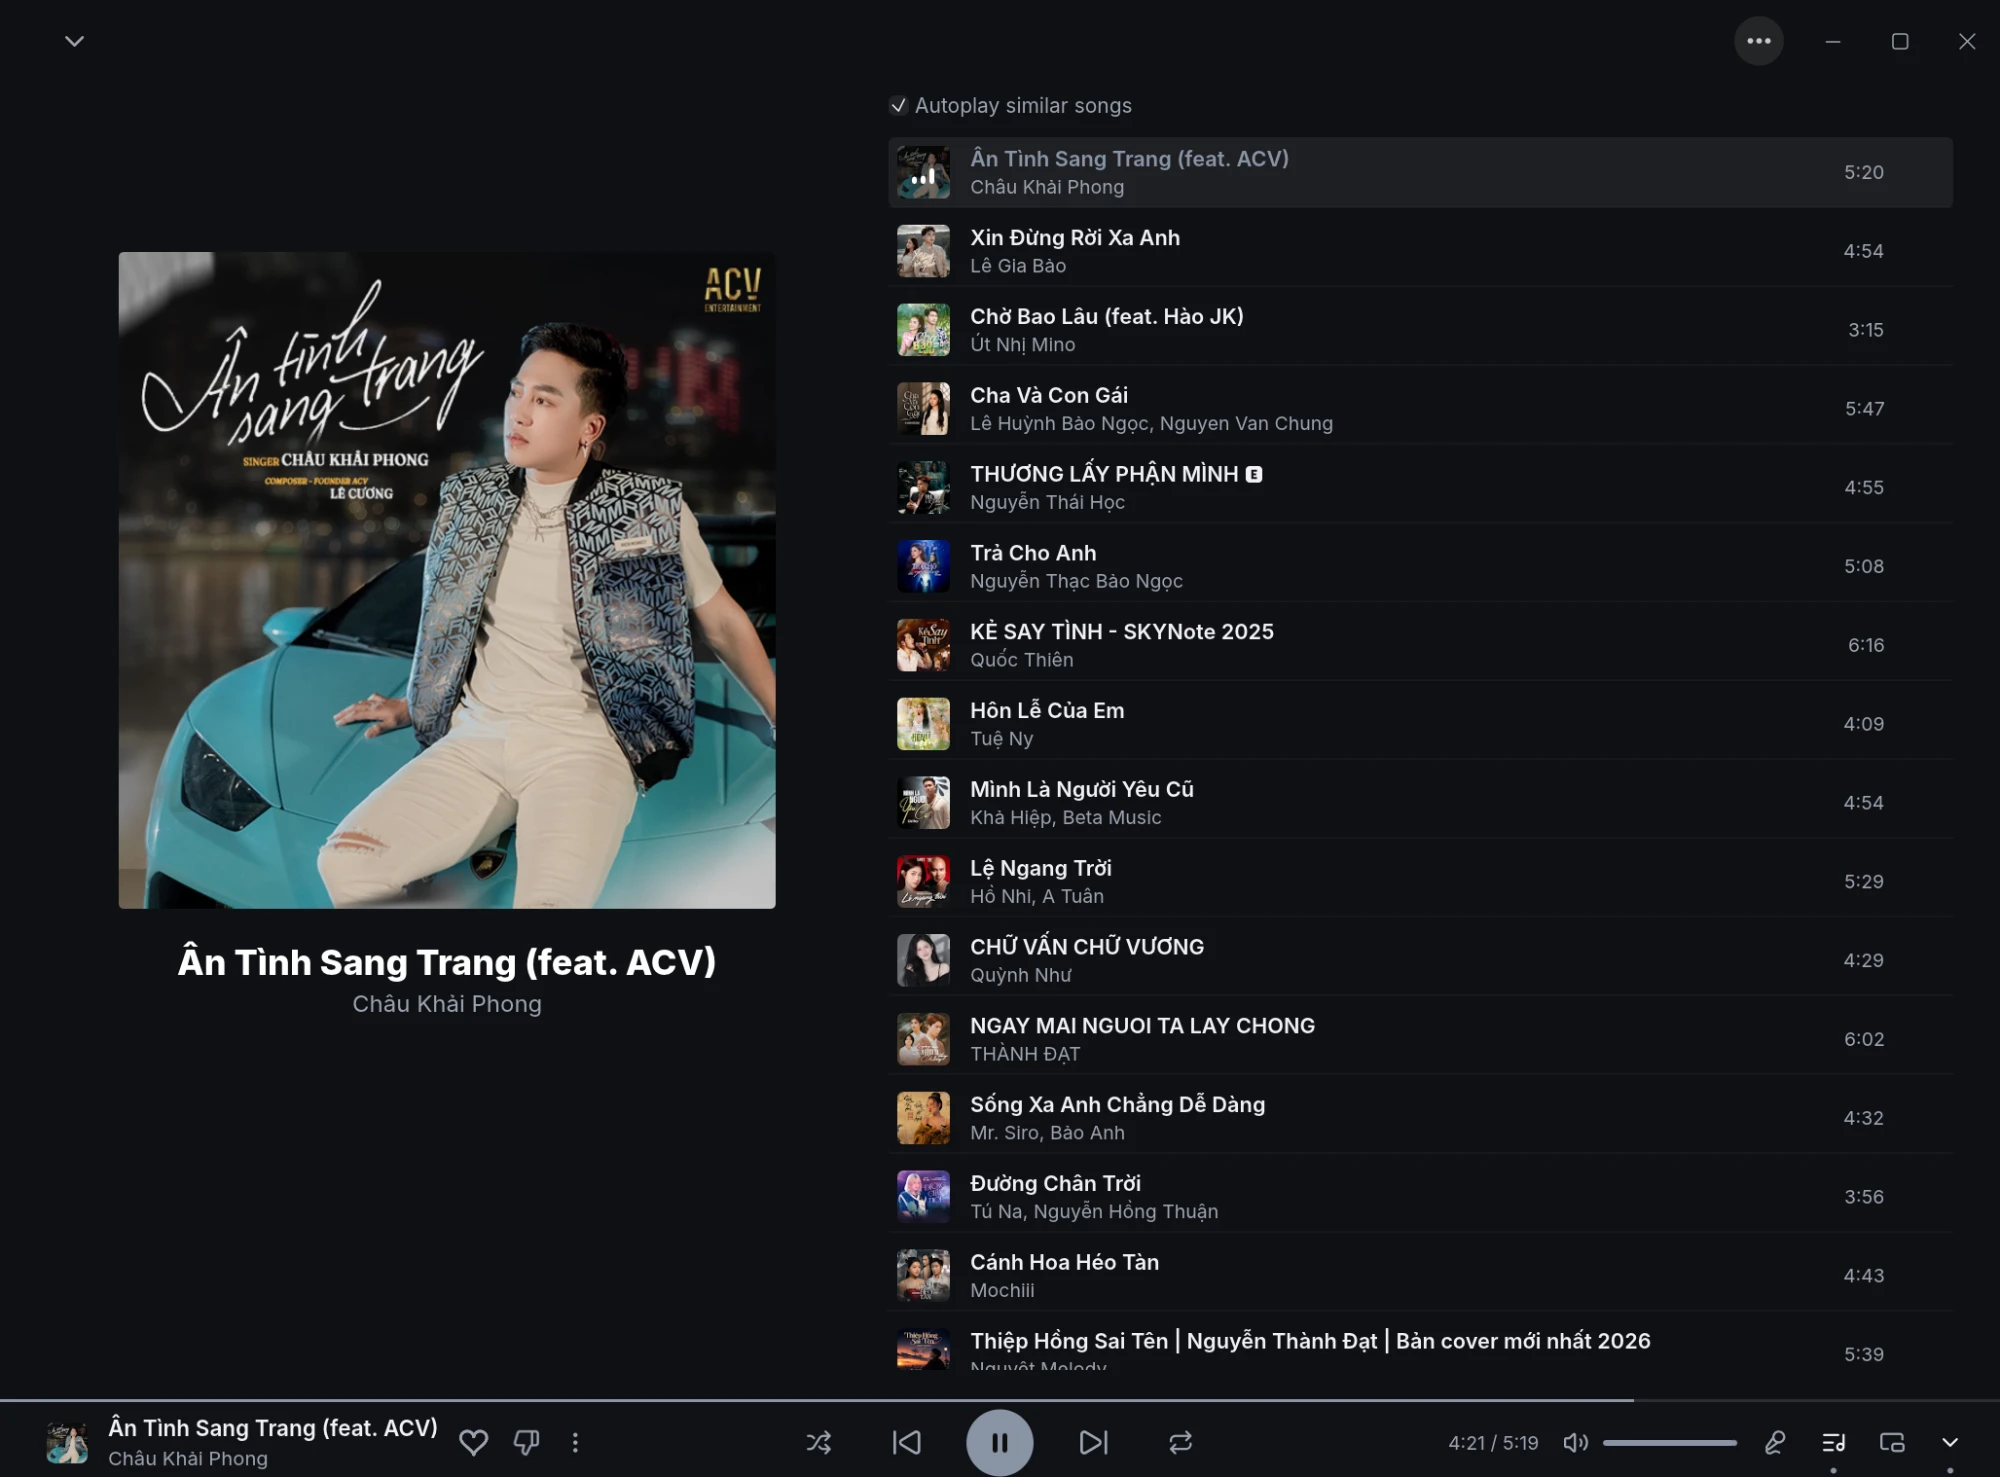 Autoplay similar songs
Ân Tình Sang Trang (feat. ACV)
Châu Khải Phong
5:20
Xin Đừng Rời Xa Anh
Lê Gia Bảo
4:54
Chờ Bao Lâu (feat. Hào JK)
Út Nhị Mino
3:15
Cha Và Con Gái
Lê Huỳnh Bảo Ngọc, Nguyen Van Chung
5:47
THƯƠNG LẤY PHẬN MÌNH E
Nguyễn Thái Học
4:55
Trả Cho Anh
Nguyễn Thạc Bảo Ngọc
5:08
KẺ SAY TÌNH - SKYNote 2025
Quốc Thiên
6:16
Hôn Lễ Của Em
Tuệ Ny
4:09
Mình Là Người Yêu Cũ
Khả Hiệp, Beta Music
4:54
Lệ Ngang Trời
Hồ Nhi, A Tuân
5:29
CHỮ VẤN CHỮ VƯƠNG
Quỳnh Như
4:29
NGAY MAI NGUOI TA LAY CHONG
THÀNH ĐẠT
6:02
Sống Xa Anh Chẳng Dễ Dàng
Mr. Siro, Bảo Anh
4:32
Đường Chân Trời
Tú Na, Nguyễn Hồng Thuận
3:56
Cánh Hoa Héo Tàn
Mochiii
4:43
Thiệp Hồng Sai Tên | Nguyễn Thành Đạt | Bản cover mới nhất 2026
Nguyệt Melody
5:39
ACV
ENTERTAINMENT
Ân tình
sang trang
SINGER CHÂU KHẢI PHONG
COMPOSER - FOUNDER ACV
LÊ CƯƠNG
Ân Tình Sang Trang (feat. ACV)
Châu Khải Phong
Ân Tình Sang Trang (feat. ACV)
Châu Khải Phong
4:21 / 5:19